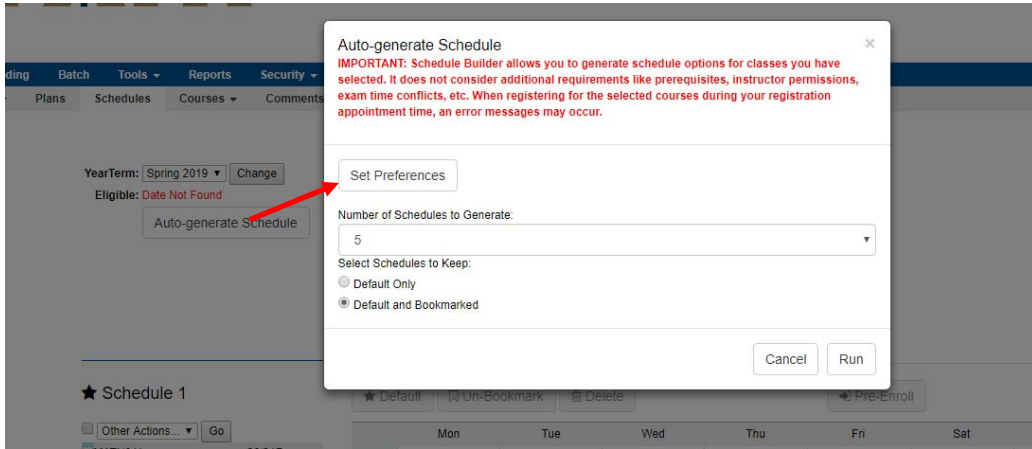 Auto-generate Schedule ×
IMPORTANT: Schedule Builder allows you to generate schedule options for classes you have
selected. It does not consider additional requirements like prerequisites, instructor permissions,
exam time conflicts, etc. When registering for the selected courses during your registration
appointment time, an error messages may occur.
Batch Tools Reports Security
Plans Schedules Courses Comments
YearTerm: Spring 2019 Change
Eligible: Date Not Found
Auto-generate Schedule
Set Preferences
Number of Schedules to Generate:
5
Select Schedules to Keep:
Default Only
Default and Bookmarked
Cancel Run
Schedule 1
Default Un-Bookmark Delete Pre-Enroll
Other Actions... Go
Mon Tue Wed Thu Fri Sat